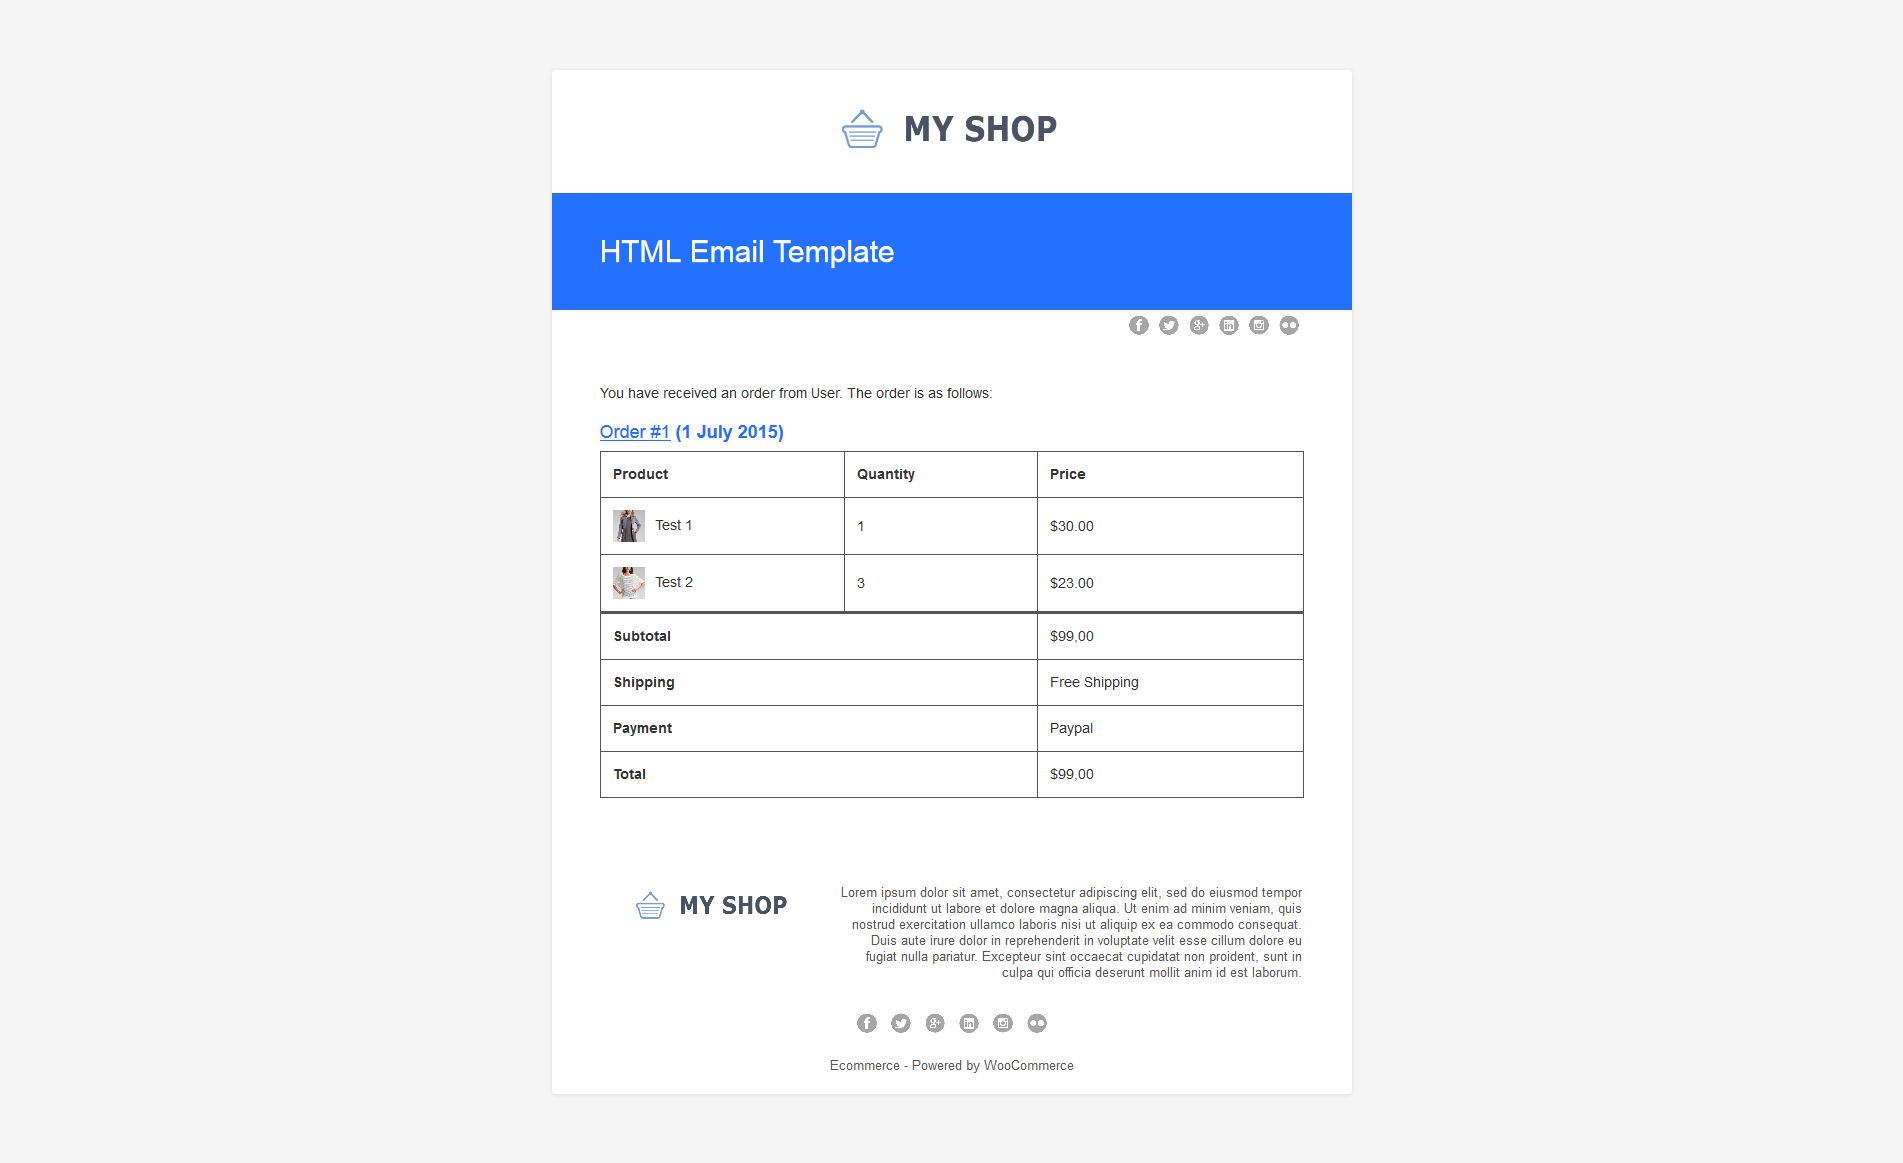 MY SHOP
HTML Email Template
You have received an order from User. The order is as follows:
Order #1 (1 July 2015)
Product Quantity Price
Test 1 1 $30.00
Test 2 3 $23.00
Subtotal $99,00
Shipping Free Shipping
Payment Paypal
Total $99,00
MY SHOP
Lorem ipsum dolor sit amet, consectetur adipiscing elit, sed do eiusmod tempor
incididunt ut labore et dolore magna aliqua. Ut enim ad minim veniam, quis
nostrud exercitation ullamco laboris nisi ut aliquip ex ea commodo consequat.
Duis aute irure dolor in reprehenderit in voluptate velit esse cillum dolore eu
fugiat nulla pariatur. Excepteur sint occaecat cupidatat non proident, sunt in
culpa qui officia deserunt mollit anim id est laborum.
Ecommerce - Powered by WooCommerce